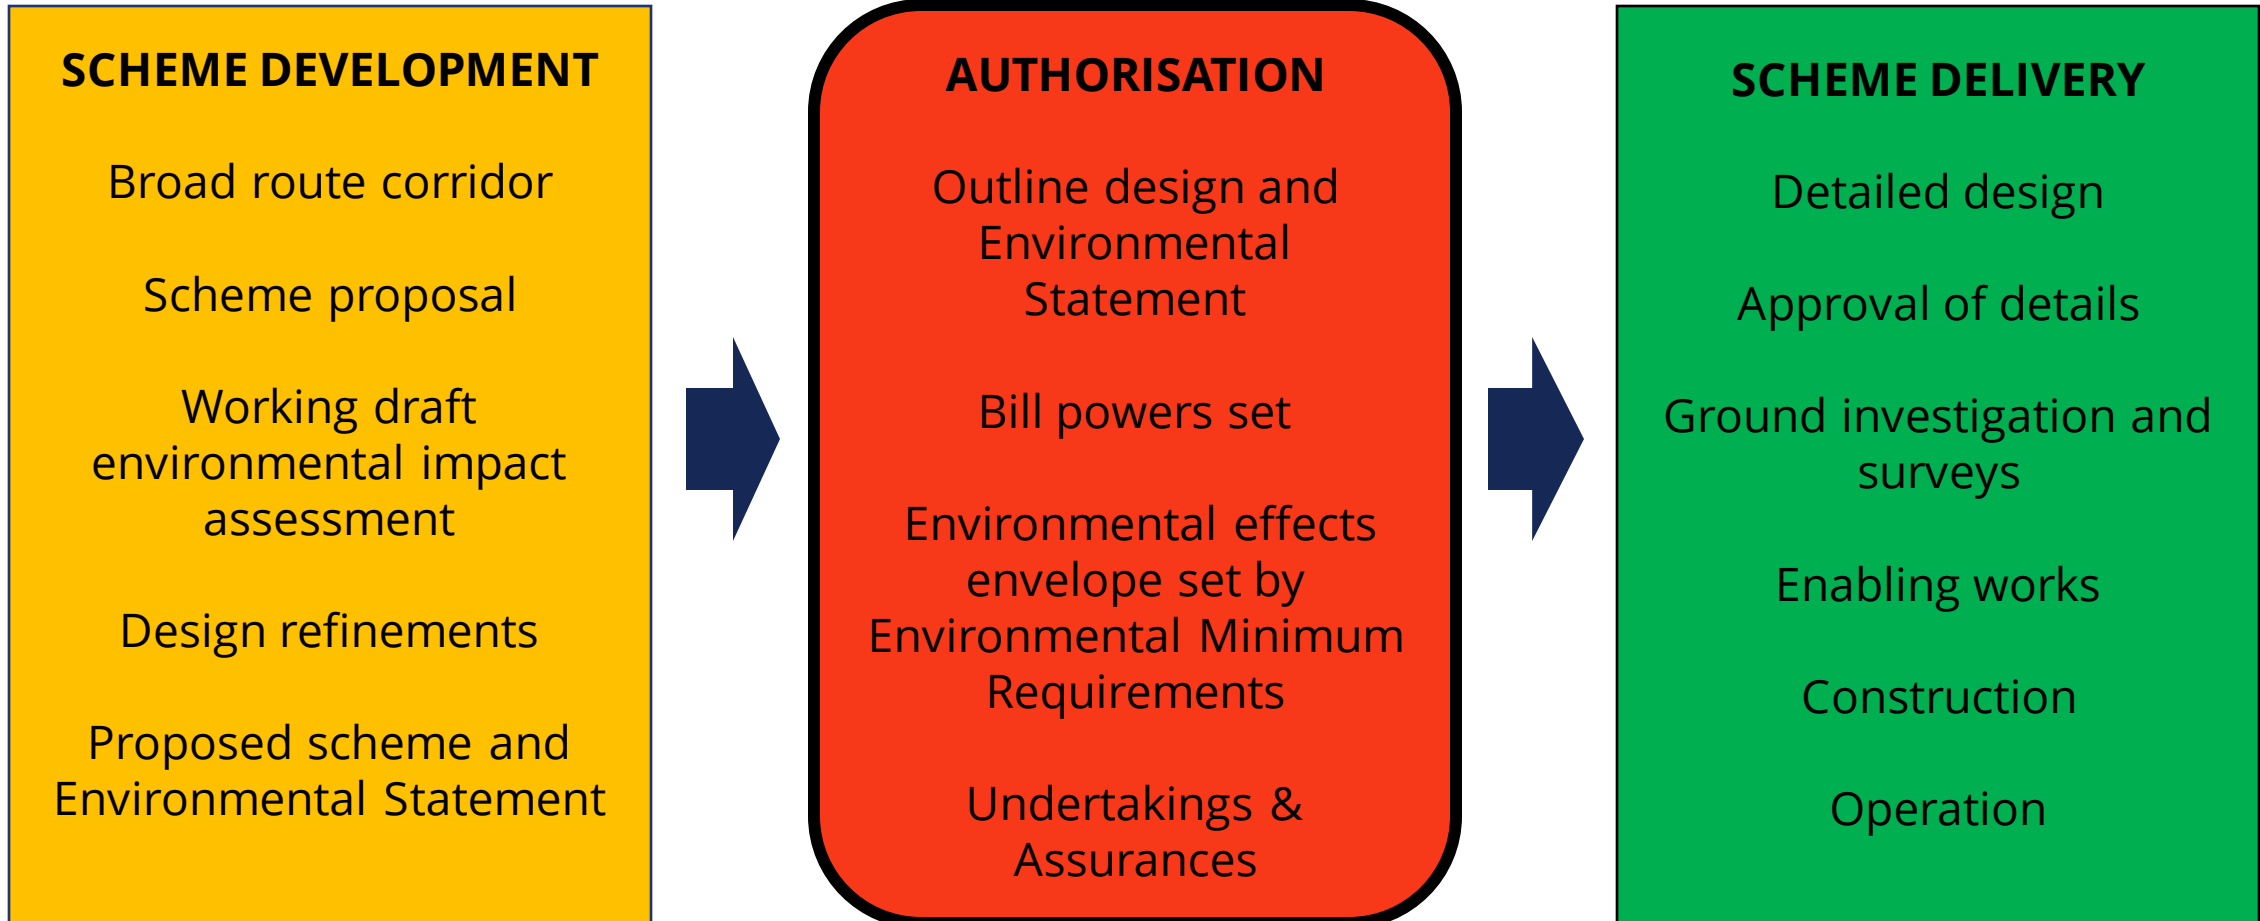 SCHEME DEVELOPMENT
Broad route corridor
Scheme proposal
Working draft
environmental impact
assessment
Design refinements
Proposed scheme and
Environmental Statement
AUTHORISATION
Outline design and
Environmental
Statement
Bill powers set
Environmental effects
envelope set by
Environmental Minimum
Requirements
Undertakings &
Assurances
SCHEME DELIVERY
Detailed design
Approval of details
Ground investigation and
surveys
Enabling works
Construction
Operation